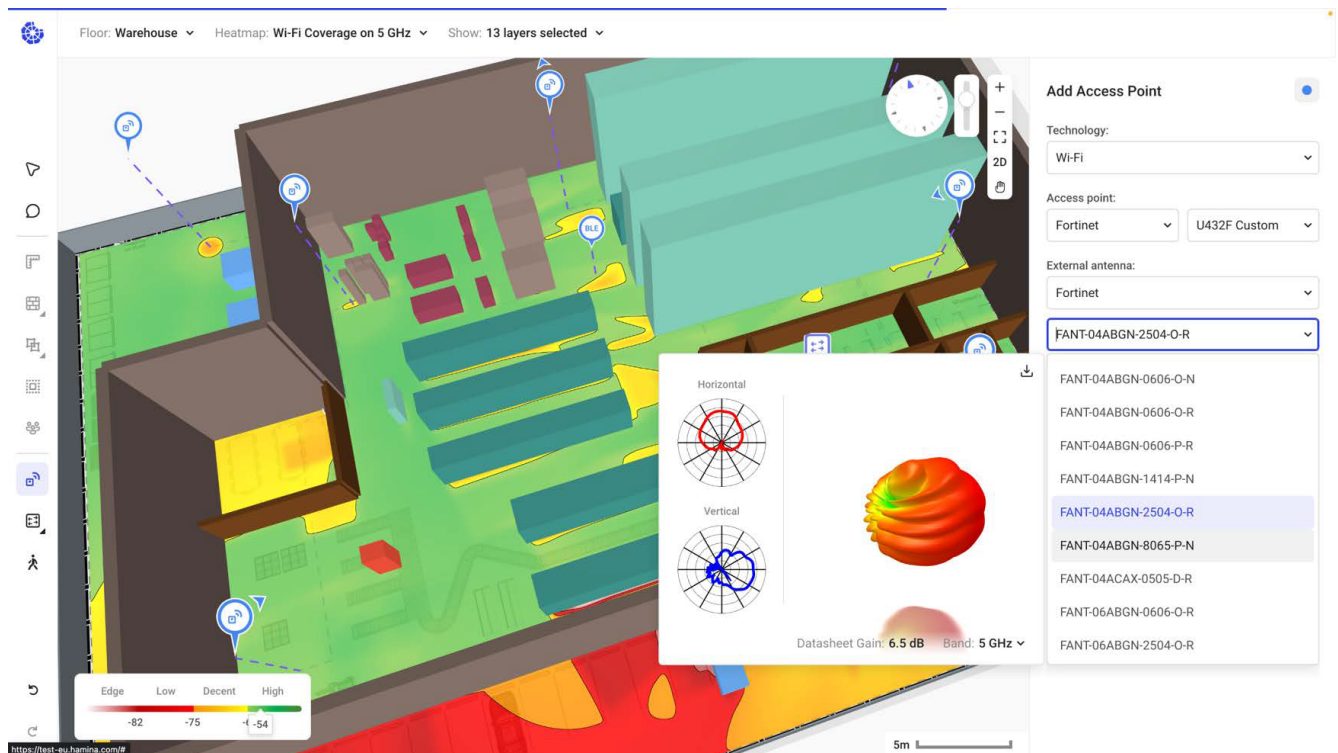 Floor: Warehouse Heatmap: Wi-Fi Coverage on 5 GHz Show: 13 layers selected
Add Access Point
Technology:
Wi-Fi
Access point:
Fortinet U432F Custom
External antenna:
Fortinet
FANT-04ABGN-2504-O-R
FANT-04ABGN-0606-O-N
FANT-04ABGN-0606-O-R
FANT-04ABGN-0606-P-R
FANT-04ABGN-1414-P-N
FANT-04ABGN-2504-O-R
FANT-04ABGN-8065-P-N
FANT-04ACAX-0505-D-R
FANT-06ABGN-0606-O-R
FANT-06ABGN-2504-O-R
2D
BLE
Horizontal
Vertical
Datasheet Gain: 6.5 dB Band: 5 GHz
Edge Low Decent High
-82 -75 -54
5m
https://test-eu.hamina.com/#